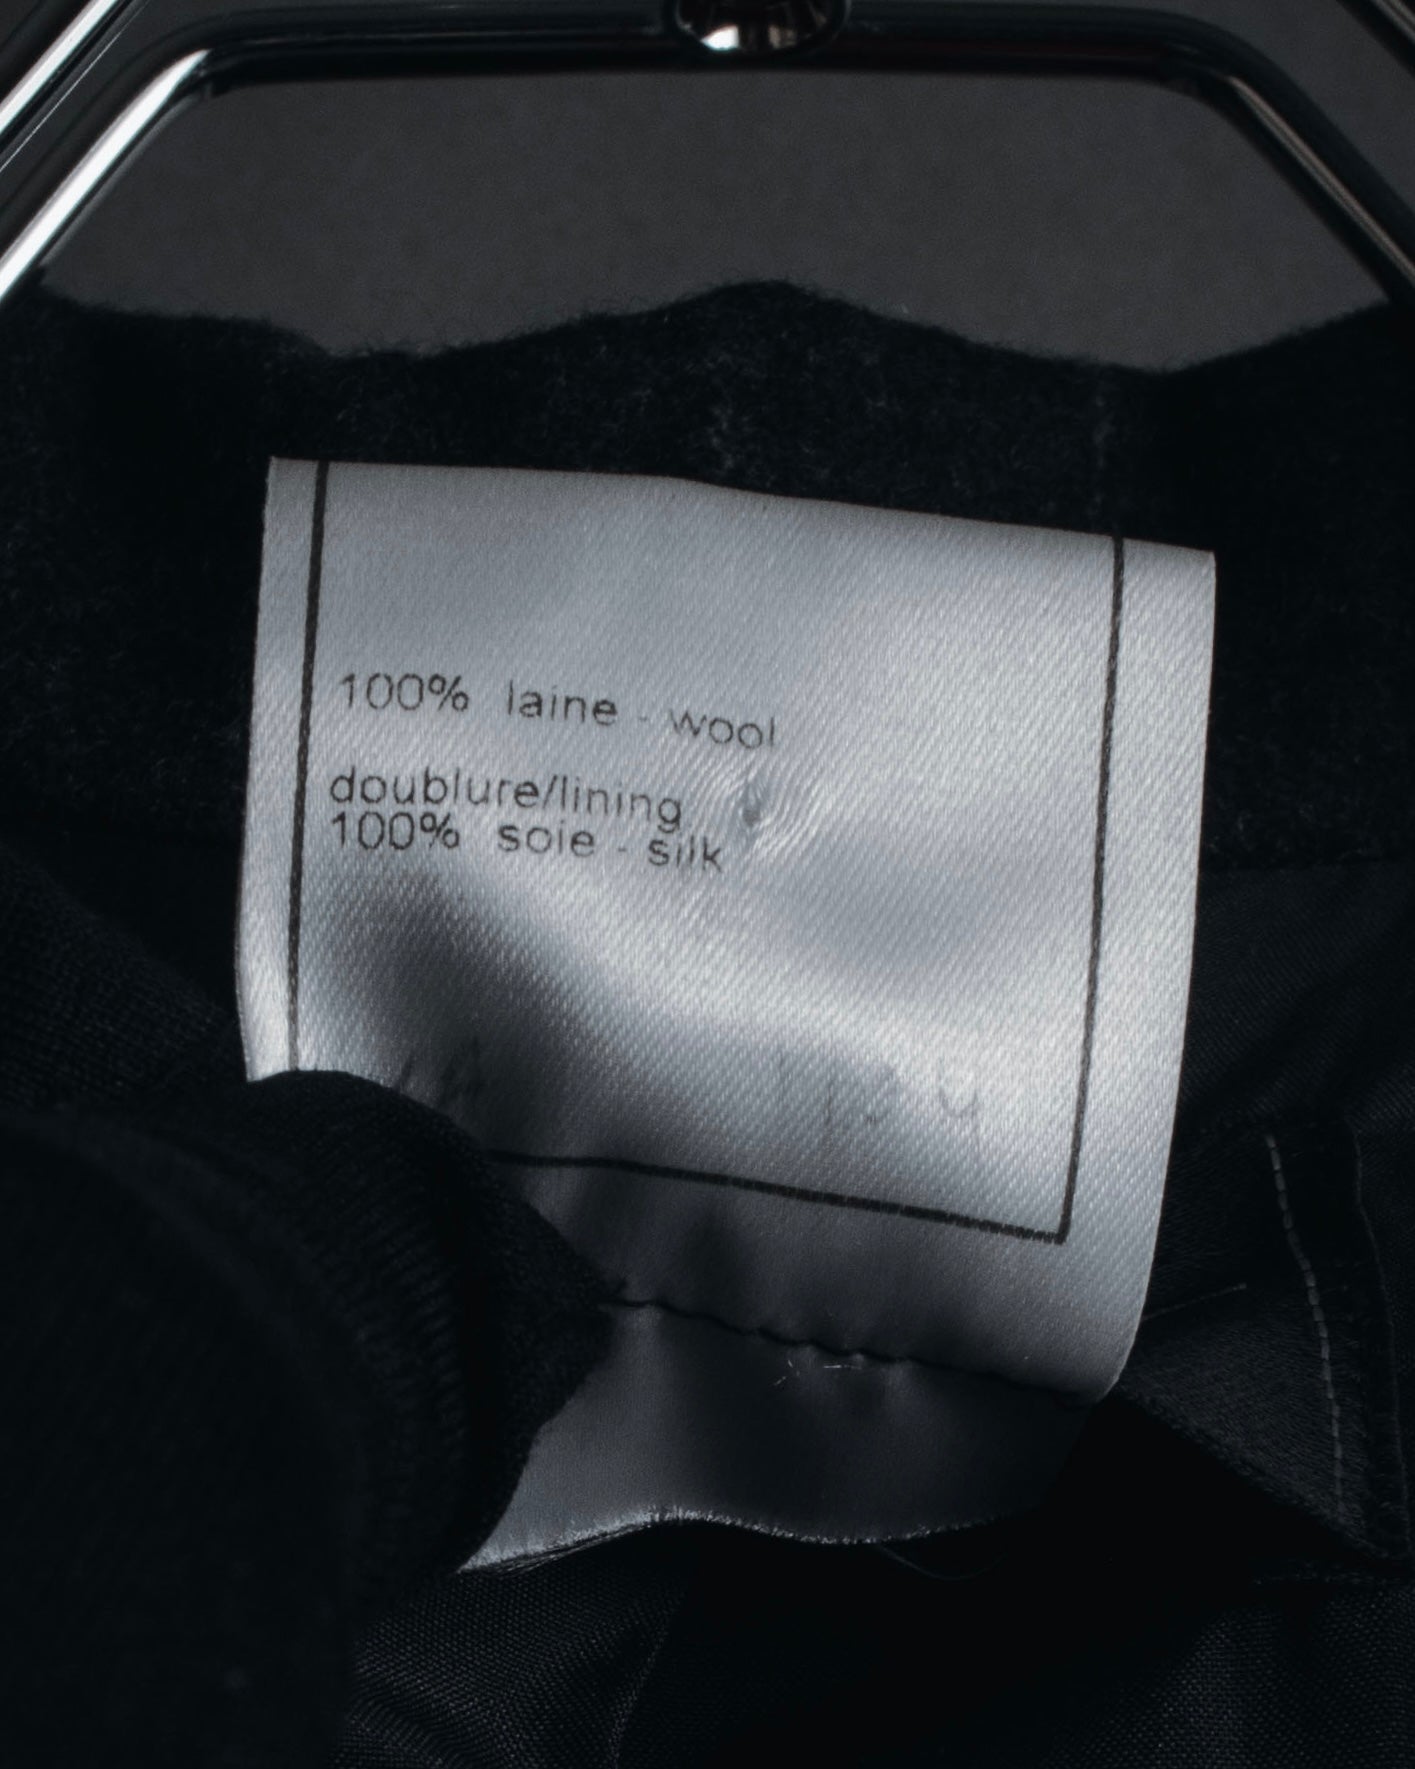 100% laine - wool
doublure/lining
100% soie - silk